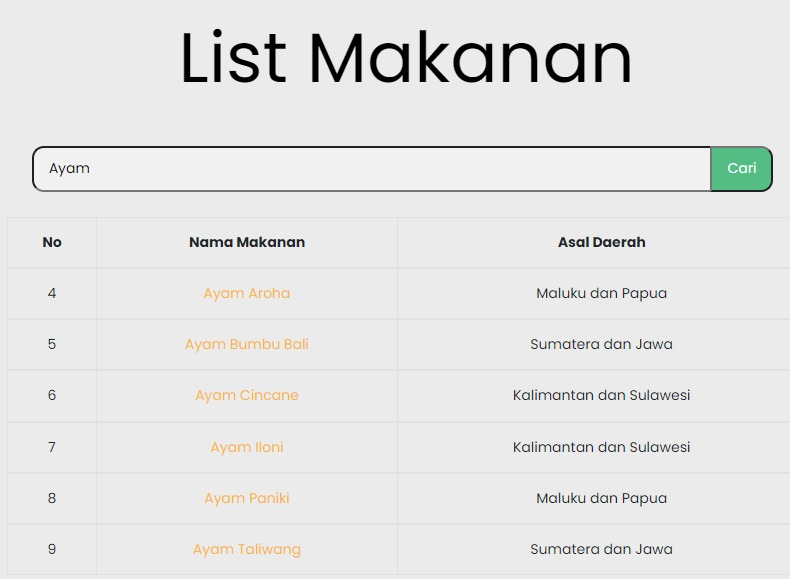 List Makanan
Ayam Cari
No Nama Makanan Asal Daerah
4 Ayam Aroha Maluku dan Papua
5 Ayam Bumbu Bali Sumatera dan Jawa
6 Ayam Cincane Kalimantan dan Sulawesi
7 Ayam Iloni Kalimantan dan Sulawesi
8 Ayam Paniki Maluku dan Papua
9 Ayam Taliwang Sumatera dan Jawa